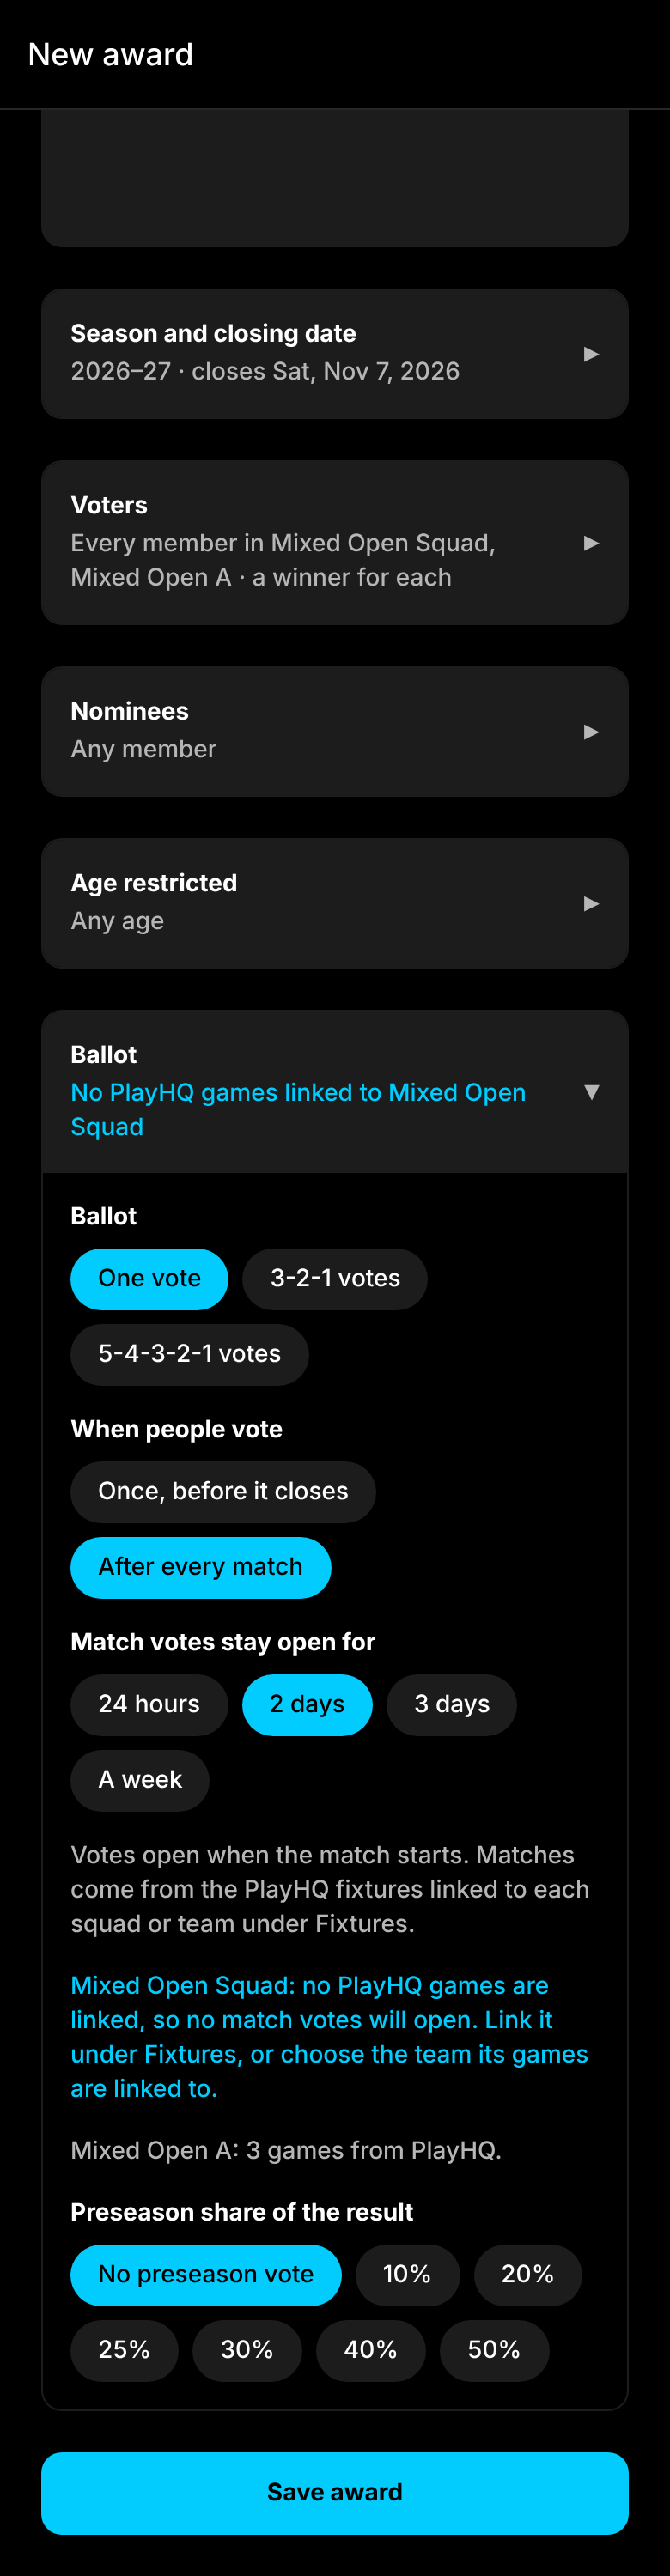 New award
Season and closing date
2026–27 · closes Sat, Nov 7, 2026
Voters
Every member in Mixed Open Squad,
Mixed Open A · a winner for each
Nominees
Any member
Age restricted
Any age
Ballot
No PlayHQ games linked to Mixed Open
Squad
Ballot
One vote
3-2-1 votes
5-4-3-2-1 votes
When people vote
Once, before it closes
After every match
Match votes stay open for
24 hours
2 days
3 days
A week
Votes open when the match starts. Matches
come from the PlayHQ fixtures linked to each
squad or team under Fixtures.
Mixed Open Squad: no PlayHQ games are
linked, so no match votes will open. Link it
under Fixtures, or choose the team its games
are linked to.
Mixed Open A: 3 games from PlayHQ.
Preseason share of the result
No preseason vote
10%
20%
25%
30%
40%
50%
Save award